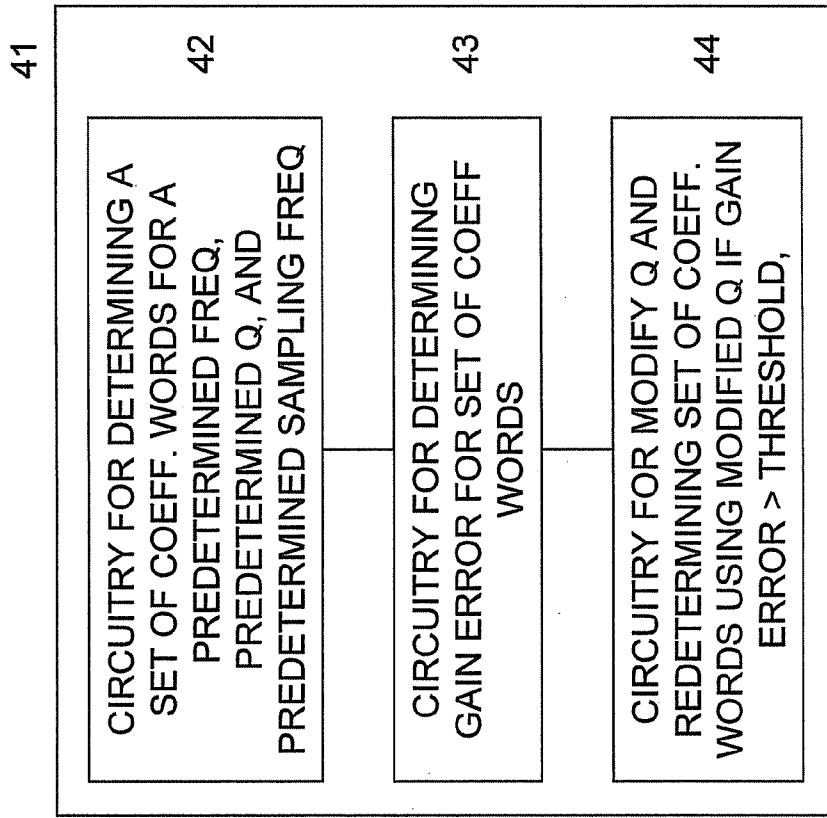 41
CIRCUITRY FOR DETERMINING A
SET OF COEFF. WORDS FOR A
PREDETERMINED FREQ,
PREDETERMINED Q, AND
PREDETERMINED SAMPLING FREQ
42
CIRCUITRY FOR DETERMINING
GAIN ERROR FOR SET OF COEFF
WORDS
43
CIRCUITRY FOR MODIFY Q AND
REDETERMINING SET OF COEFF.
WORDS USING MODIFIED Q IF GAIN
ERROR > THRESHOLD,
44